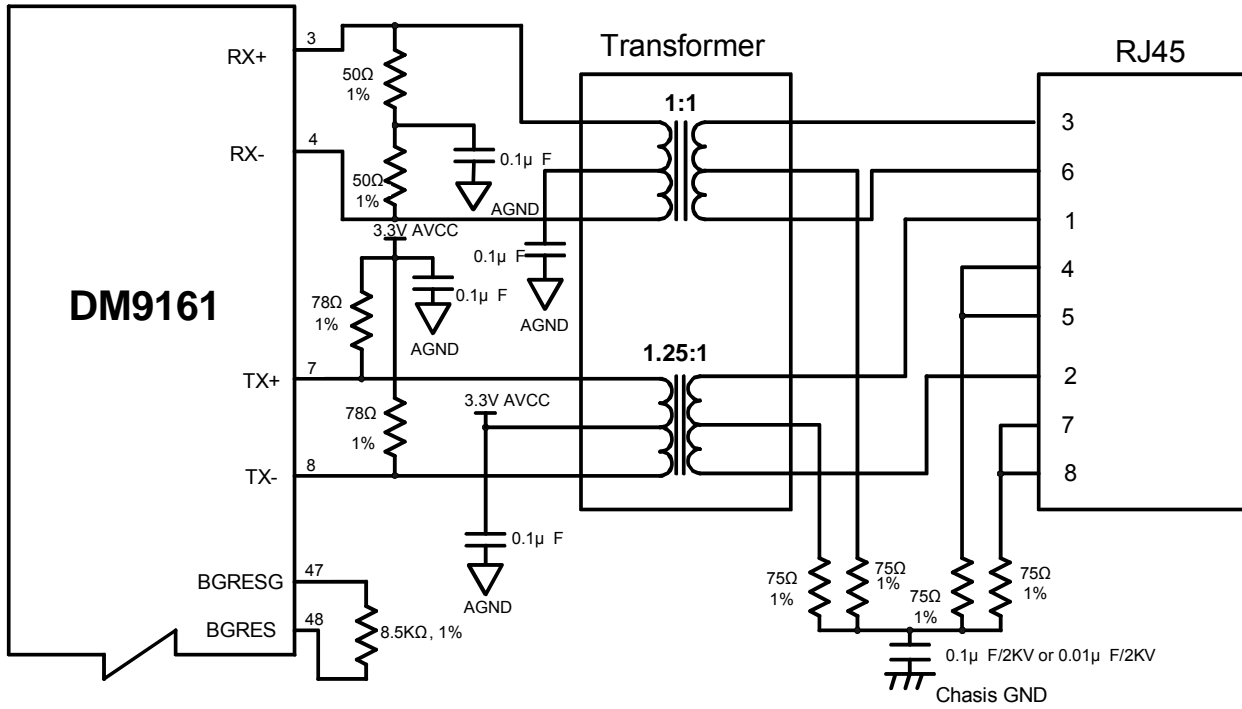 Transformer
RJ45
DM9161
RX+
3
50Ω
1%
RX-
4
50Ω
1%
0.1µ F
AGND
3.3V AVCC
0.1µ F
AGND
78Ω
1%
0.1µ F
AGND
TX+
7
78Ω
1%
TX-
8
3.3V AVCC
0.1µ F
AGND
BGRESG
47
BGRES
48
8.5KΩ, 1%
1:1
1.25:1
3
6
1
4
5
2
7
8
75Ω
1%
75Ω
1%
75Ω
1%
75Ω
1%
0.1µ F/2KV or 0.01µ F/2KV
Chasis GND